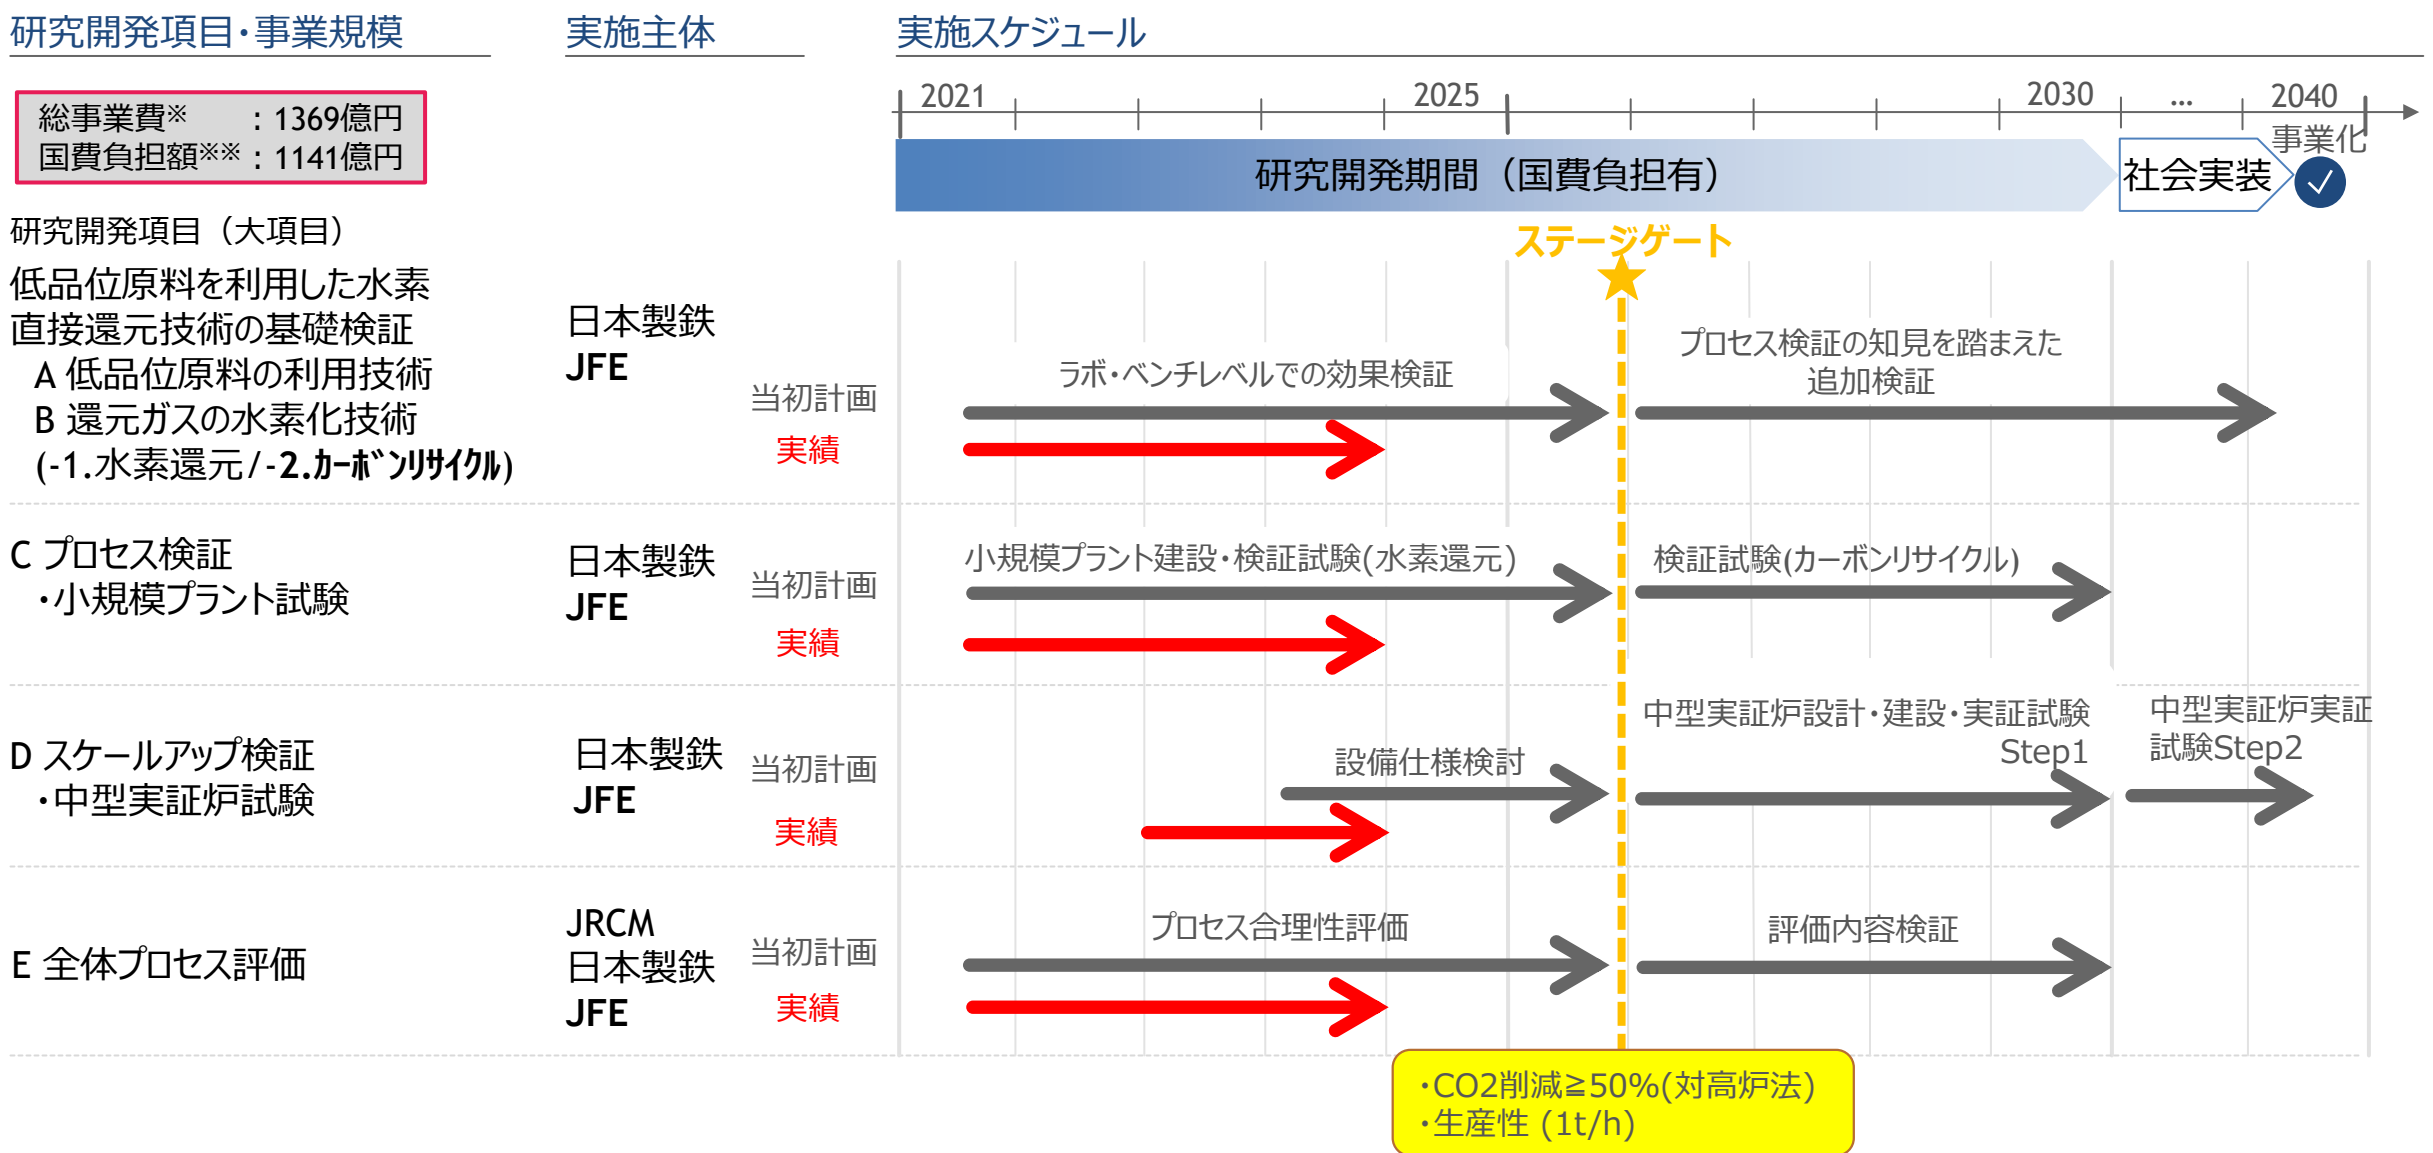 研究開発項目・事業規模
実施主体
実施スケジュール
総事業費※ : 1369億円
国費負担額※※ : 1141億円
2021
2025
2030
…
2040
事業化
研究開発期間（国費負担有）
社会実装
研究開発項目（大項目）
ステージゲート
低品位原料を利用した水素
直接還元技術の基礎検証
A 低品位原料の利用技術
B 還元ガスの水素化技術
(-1.水素還元/-2.ｶｰﾎﾞﾝﾘｻｲｸﾙ)
日本製鉄
JFE
当初計画
実績
ラボ・ベンチレベルでの効果検証
プロセス検証の知見を踏まえた
追加検証
C プロセス検証
・小規模プラント試験
日本製鉄
JFE
当初計画
実績
小規模プラント建設・検証試験(水素還元)
検証試験(カーボンリサイクル)
D スケールアップ検証
・中型実証炉試験
日本製鉄
JFE
当初計画
実績
設備仕様検討
中型実証炉設計・建設・実証試験
Step1
中型実証炉実証
試験Step2
E 全体プロセス評価
JRCM
日本製鉄
JFE
当初計画
実績
プロセス合理性評価
評価内容検証
・CO2削減≧50%(対高炉法)
・生産性 (1t/h)